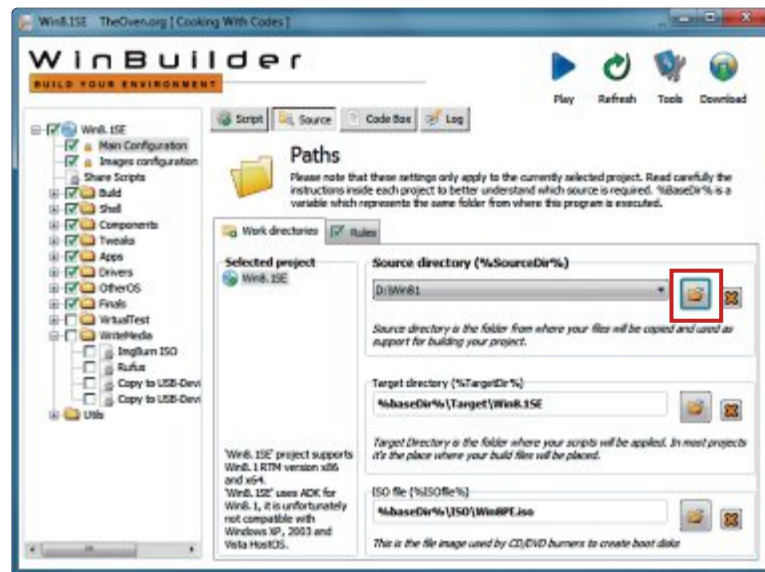 Win8.1SE TheOven.org [ Cooking With Codes ]
WinBuilder
BUILD YOUR ENVIRONMENT
Play
Refresh
Tools
Download
Win8.1SE
Main Configuration
Images configuration
Share Scripts
Build
Shell
Components
Tweaks
Apps
Drivers
OtherOS
Finals
VirtualTest
WriteMedia
ImgBurn ISO
Rufus
Copy to USB-Devi
Copy to USB-Devi
Utils
Script
Source
Code Box
Log
Paths
Please note that these settings only apply to the currently selected project. Read carefully the
instructions inside each project to better understand which source is required. %BaseDir% is a
variable which represents the same folder from where this program is executed.
Work directories
Rules
Selected project
Win8.1SE
'Win8.1SE' project supports
Win8.1 RTM version x86
and x64.
'Win8.1SE' uses ADK for
Win8.1, it is unfortunately
not compatible with
Windows XP, 2003 and
Vista HostOS.
Source directory (%SourceDir%)
D:\Win81
Source directory is the folder from where your files will be copied and used as
support for building your project.
Target directory (%TargetDir%)
%baseDir%\Target\Win8.1SE
Target Directory is the folder where your scripts will be applied. In most projects
it's the place where your build files will be placed.
ISO file (%ISOfile%)
%baseDir%\ISO\Win8PE.iso
This is the file image used by CD/DVD burners to create boot disks